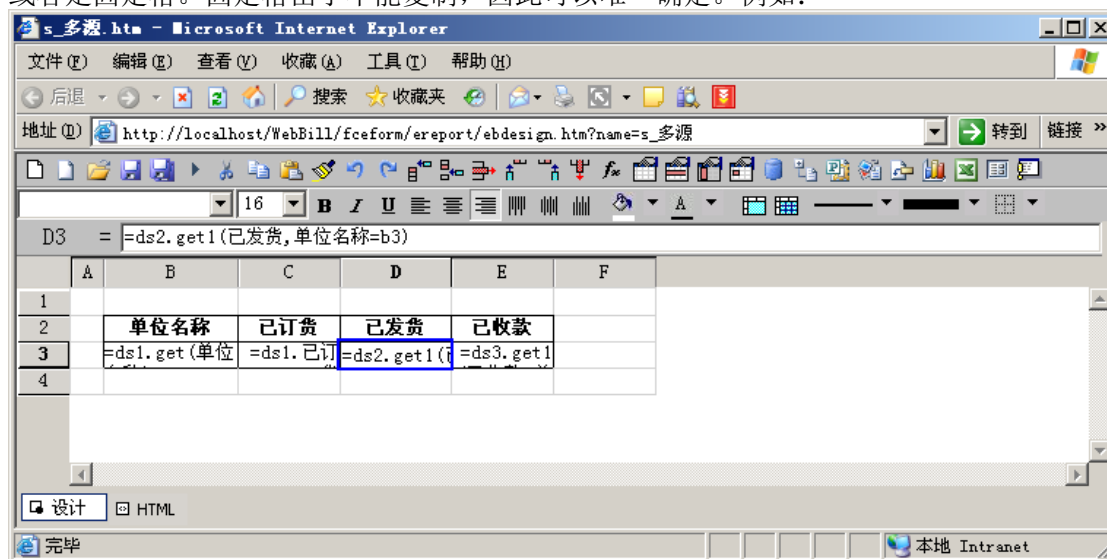 s_多源.htm - Microsoft Internet Explorer
文件(F) 编辑(E) 查看(V) 收藏(A) 工具(T) 帮助(H)
后退 搜索 收藏夹
地址(D) http://localhost/WebBill/fceform/ereport/ebdesign.htm?name=s_多源 转到 链接 »
16 B I U A
D3 = =ds2.get1(已发货,单位名称=b3)
A B C D E F
1
2 单位名称 已订货 已发货 已收款
3 =ds1.get(单位 =ds1.已订 =ds2.get1(已 =ds3.get1
4
设计 HTML
完毕 本地 Intranet